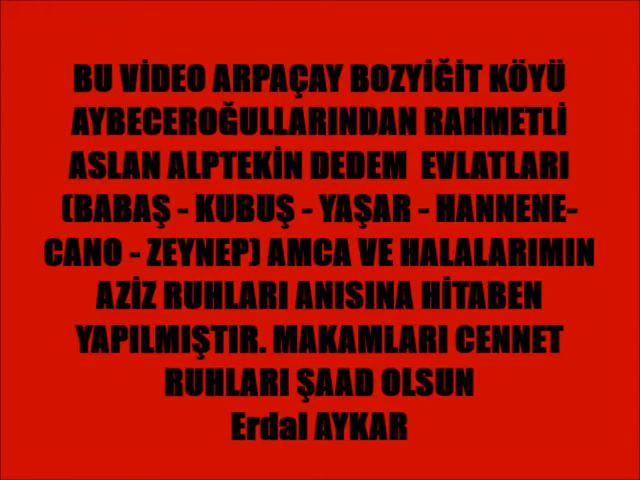 BU VİDEO ARPAÇAY BOZYİĞİT KÖYÜ
AYBECEROĞULLARINDAN RAHMETLİ
ASLAN ALPTEKİN DEDEM  EVLATLARI
(BABAŞ - KUBUŞ - YAŞAR - HANNENE-
CANO - ZEYNEP) AMCA VE HALALARIMIN
AZİZ RUHLARI ANISINA HİTABEN
YAPILMIŞTIR. MAKAMLARI CENNET
RUHLARI ŞAAD OLSUN
Erdal AYKAR